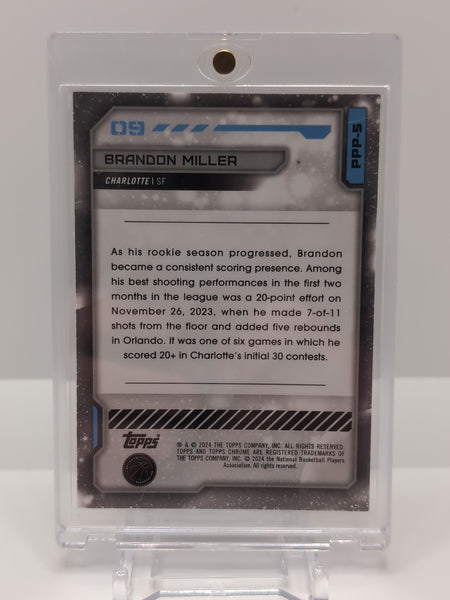 09
PPP-5
BRANDON MILLER
CHARLOTTE | SF
As his rookie season progressed, Brandon
became a consistent scoring presence. Among
his best shooting performances in the first two
months in the league was a 20-point effort on
November 26, 2023, when he made 7-of-11
shots from the floor and added five rebounds
in Orlando. It was one of six games in which he
scored 20+ in Charlotte's initial 30 contests.
Topps
® & © 2024 THE TOPPS COMPANY, INC. ALL RIGHTS RESERVED.
TOPPS AND TOPPS CHROME ARE REGISTERED TRADEMARKS OF
THE TOPPS COMPANY, INC. © 2024 the National Basketball Players
Association. All rights reserved.